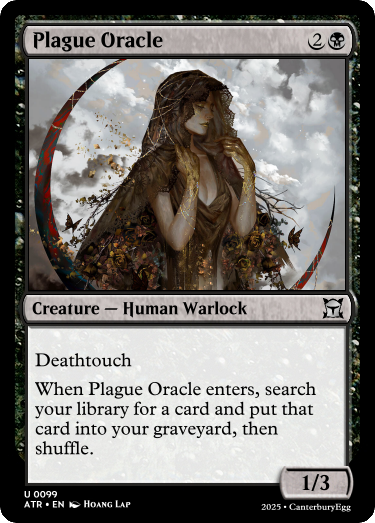 Plague Oracle 2
Creature — Human Warlock
Deathtouch
When Plague Oracle enters, search
your library for a card and put that
card into your graveyard, then
shuffle.
1/3
U 0099
ATR • EN Hoang Lap
2025 • CanterburyEgg